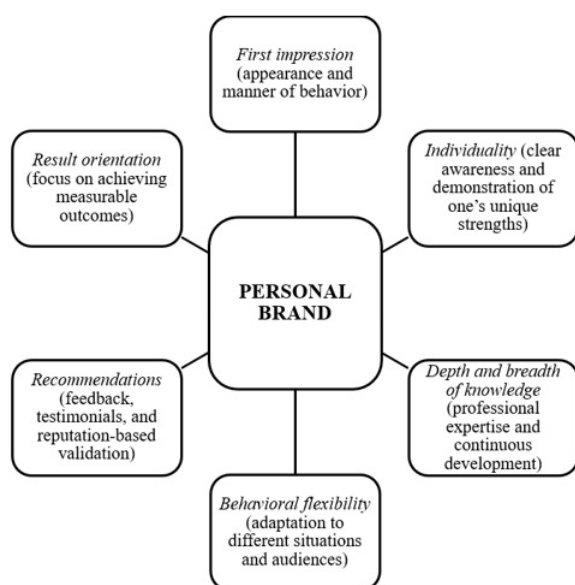 First impression
(appearance and
manner of behavior)
Result orientation
(focus on achieving
measurable
outcomes)
Individuality (clear
awareness and
demonstration of
one's unique
strengths)
PERSONAL
BRAND
Recommendations
(feedback,
testimonials, and
reputation-based
validation)
Depth and breadth
of knowledge
(professional
expertise and
continuous
development)
Behavioral flexibility
(adaptation to
different situations
and audiences)